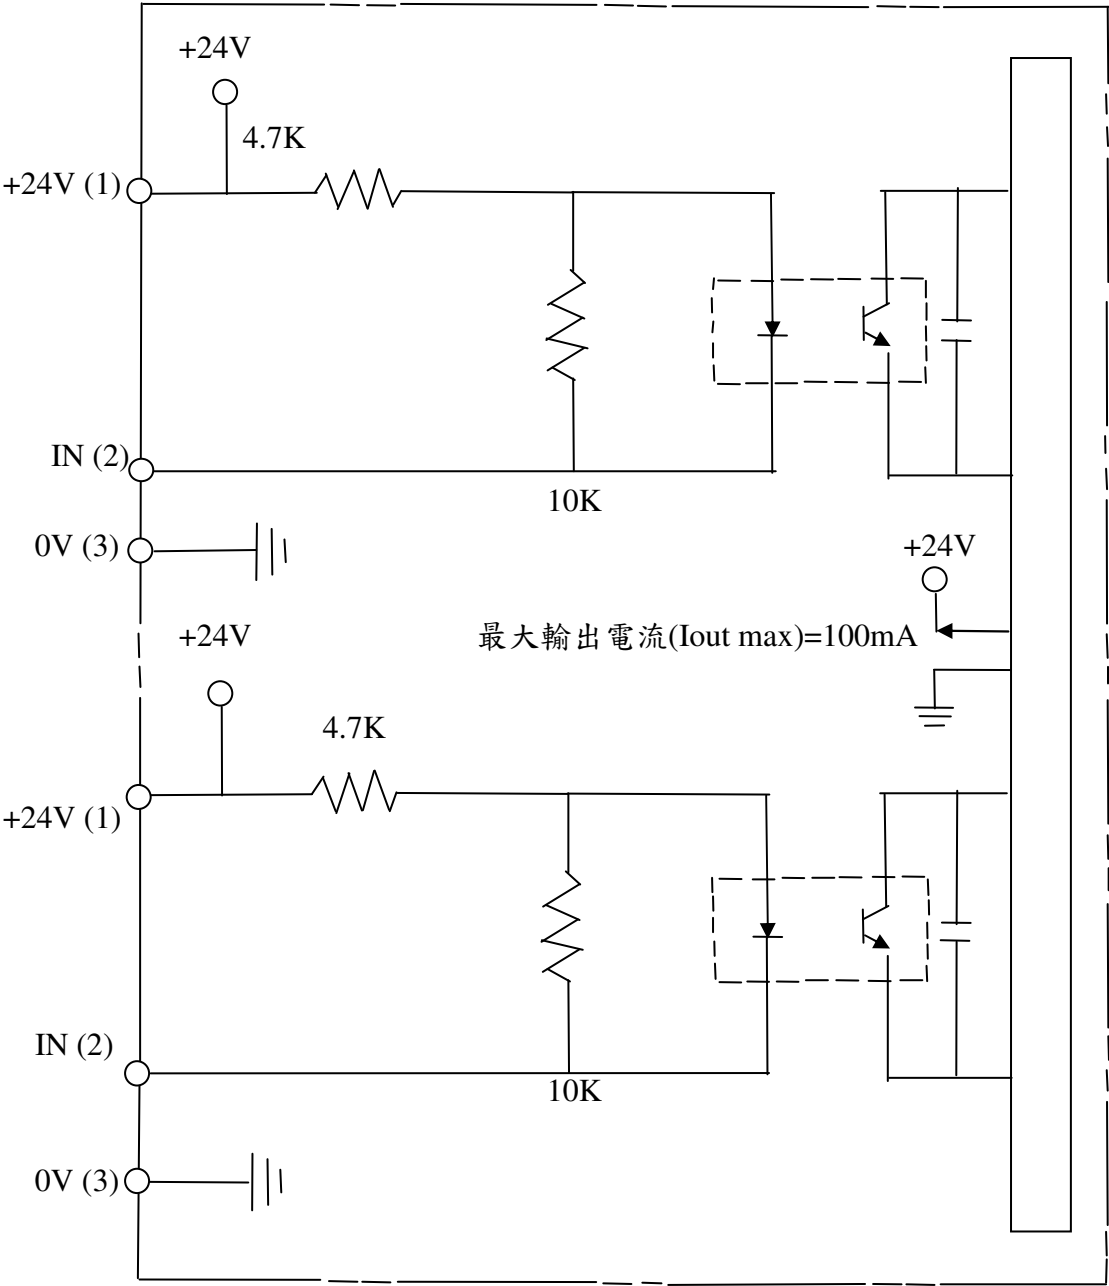 +24V
4.7K
+24V (1)
IN (2)
10K
0V (3)
+24V
最大輸出電流(Iout max)=100mA
+24V
4.7K
+24V (1)
IN (2)
10K
0V (3)